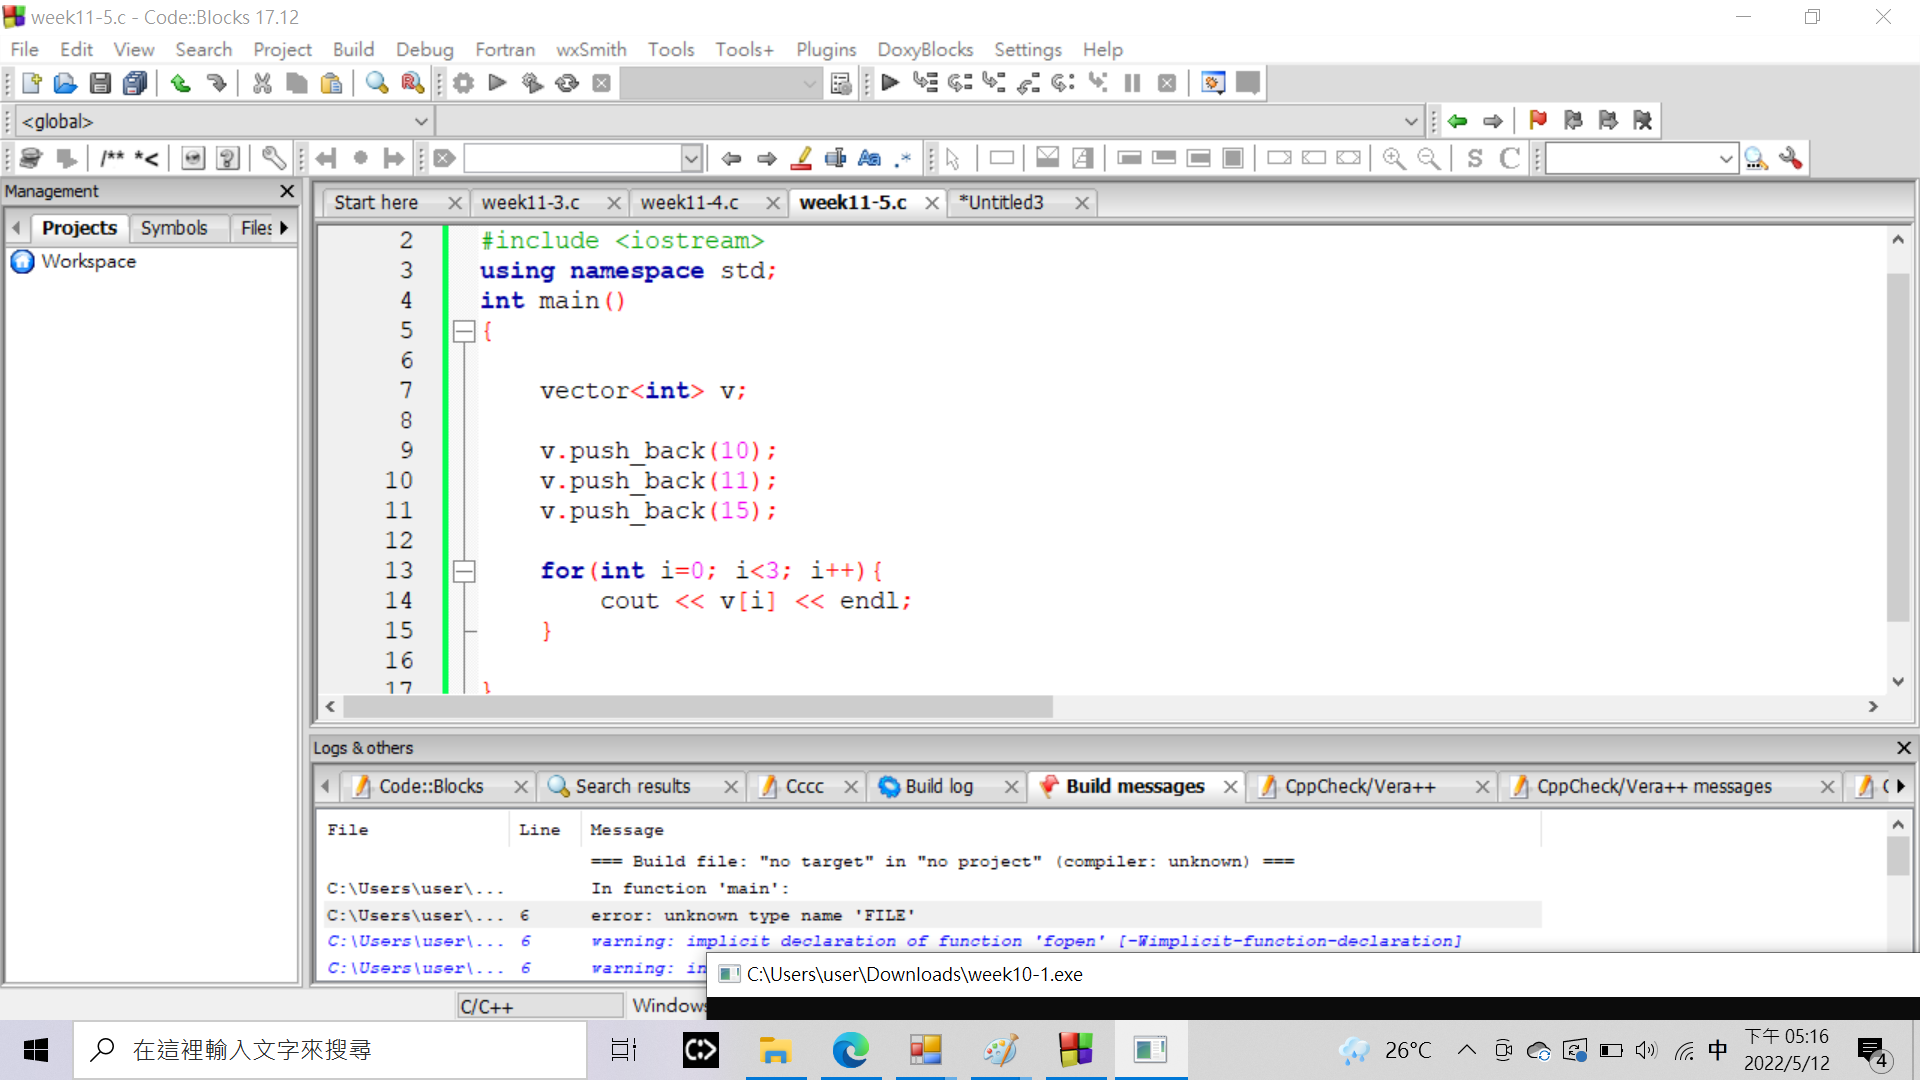 week11-5.c - Code::Blocks 17.12
File Edit View Search Project Build Debug Fortran wxSmith Tools Tools+ Plugins DoxyBlocks Settings Help
<global>
/** *<
S C
Management
Projects Symbols Files
Workspace
Start here week11-3.c week11-4.c week11-5.c *Untitled3
2 #include <iostream>
3 using namespace std;
4 int main()
5 {
6
7 vector<int> v;
8
9 v.push_back(10);
10 v.push_back(11);
11 v.push_back(15);
12
13 for(int i=0; i<3; i++){
14 cout << v[i] << endl;
15 }
16
17 }
Logs & others
Code::Blocks Search results Cccc Build log Build messages CppCheck/Vera++ CppCheck/Vera++ messages
File Line Message
=== Build file: "no target" in "no project" (compiler: unknown) ===
C:\Users\user\... In function 'main':
C:\Users\user\... 6 error: unknown type name 'FILE'
C:\Users\user\... 6 warning: implicit declaration of function 'fopen' [-Wimplicit-function-declaration]
C:\Users\user\... 6 warning: in
C:\Users\user\Downloads\week10-1.exe
C/C++ Windows
在這裡輸入文字來搜尋
26°C 中 下午 05:16
2022/5/12
4